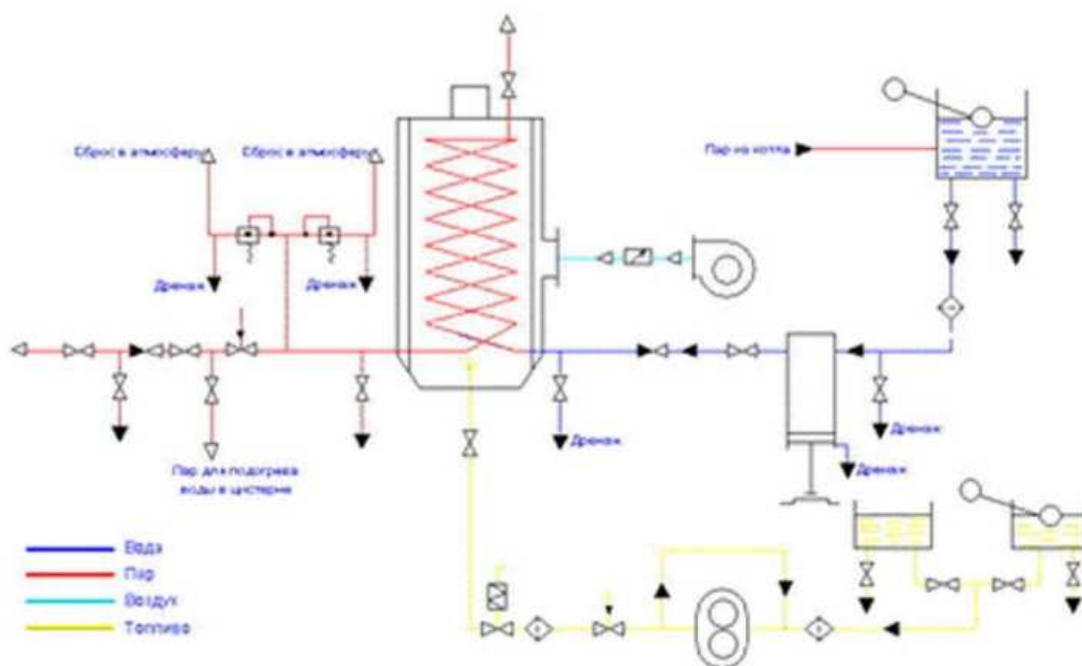 Сброс в атмосферу
Сброс в атмосферу
Пар из котла
Дренаж
Дренаж
Дренаж
Дренаж
Дренаж
Пар для подогрева
воды в цистерне
Вода
Пар
Воздух
Топливо